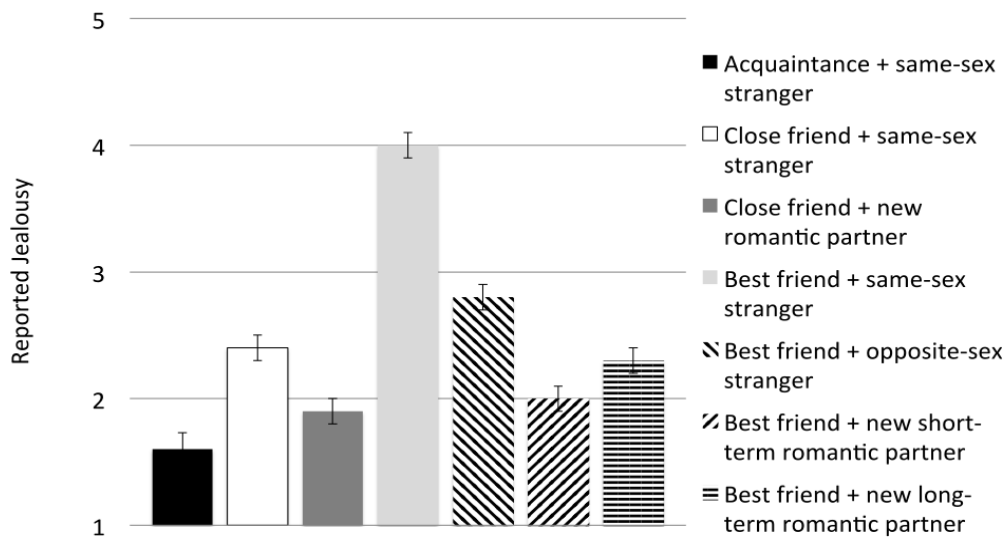 5
4
3
2
1
Reported Jealousy
Acquaintance + same-sex
stranger
Close friend + same-sex
stranger
Close friend + new
romantic partner
Best friend + same-sex
stranger
Best friend + opposite-sex
stranger
Best friend + new short-
term romantic partner
Best friend + new long-
term romantic partner